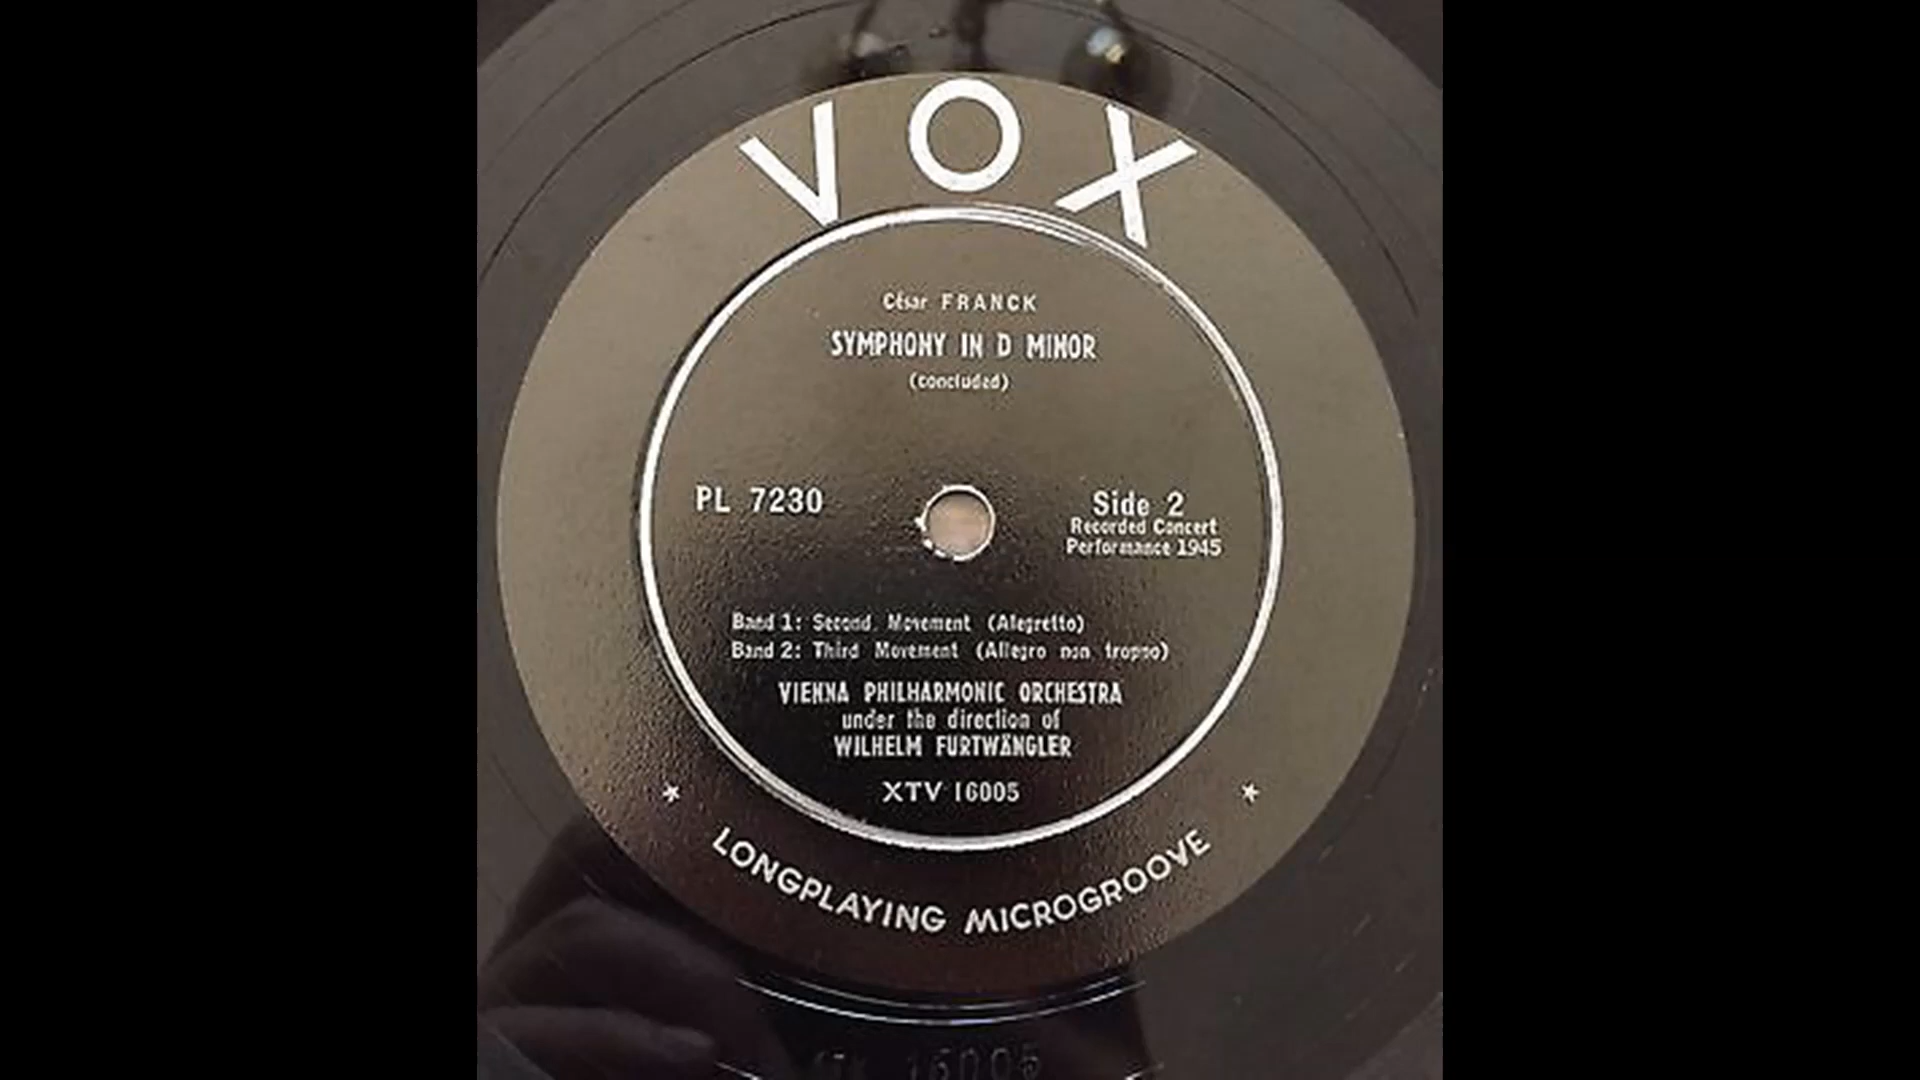 VOX
César FRANCK
SYMPHONY IN D MINOR
(concluded)
PL 7230
Side 2
Recorded Concert
Performance 1945
Band 1: Second Movement (Alegretto)
Band 2: Third Movement (Allegro non troppo)
VIENNA PHILHARMONIC ORCHESTRA
under the direction of
WILHELM FURTWÄNGLER
XTV 16005
* LONGPLAYING MICROGROOVE *
16005